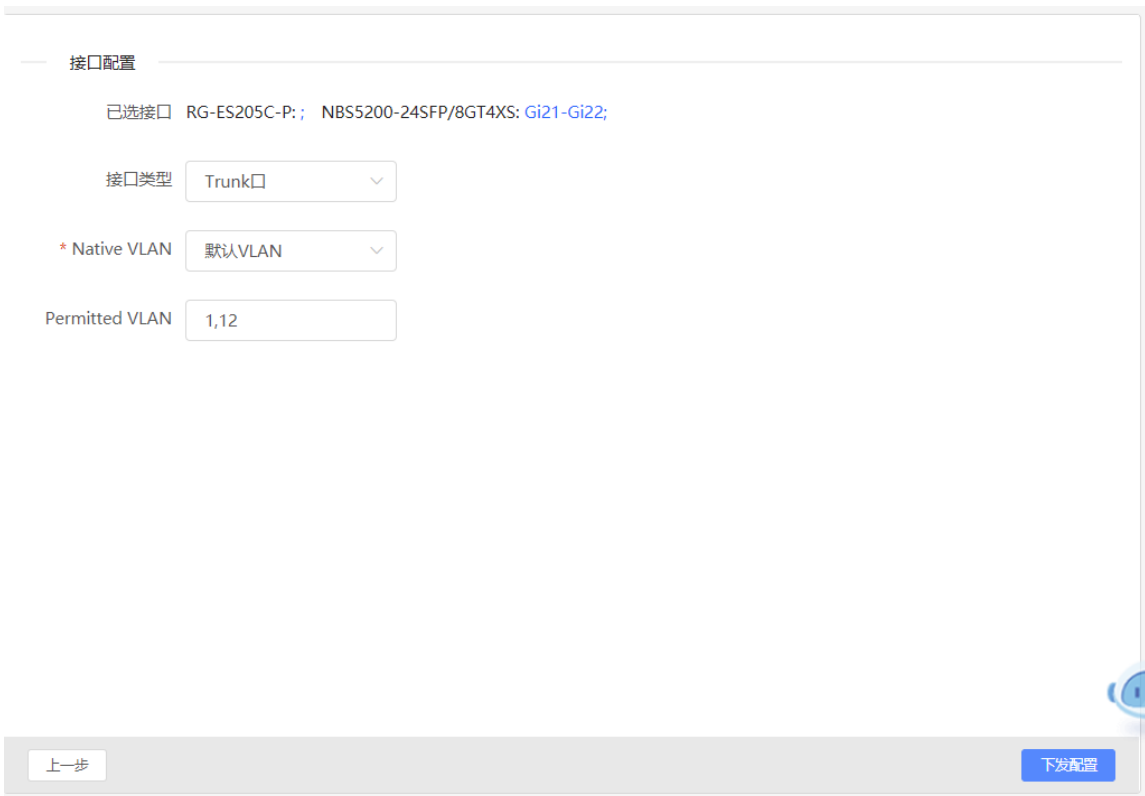 接口配置
已选接口 RG-ES205C-P: ; NBS5200-24SFP/8GT4XS: Gi21-Gi22;
接口类型 Trunk口
* Native VLAN 默认VLAN
Permitted VLAN 1,12
上一步 下发配置